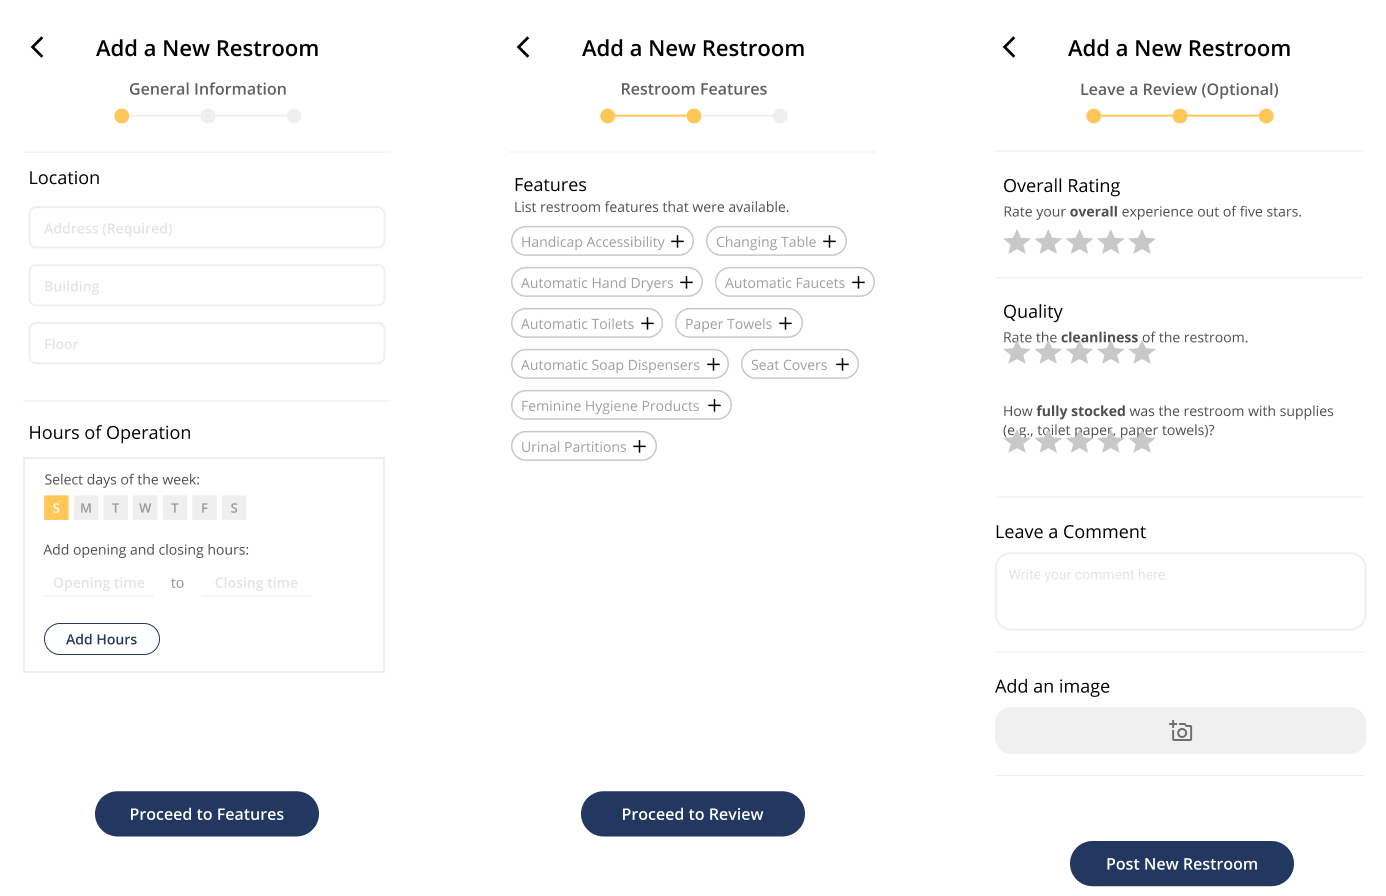 Add a New Restroom
General Information
Location
Address (Required)
Building
Floor
Hours of Operation
Select days of the week:
S M T W T F S
Add opening and closing hours:
Opening time to Closing time
Add Hours
Proceed to Features
Add a New Restroom
Restroom Features
Features
List restroom features that were available.
Handicap Accessibility + Changing Table +
Automatic Hand Dryers + Automatic Faucets +
Automatic Toilets + Paper Towels +
Automatic Soap Dispensers + Seat Covers +
Feminine Hygiene Products +
Urinal Partitions +
Proceed to Review
Add a New Restroom
Leave a Review (Optional)
Overall Rating
Rate your overall experience out of five stars.
Quality
Rate the cleanliness of the restroom.
How fully stocked was the restroom with supplies
(e.g., toilet paper, paper towels)?
Leave a Comment
Write your comment here.
Add an image
Post New Restroom